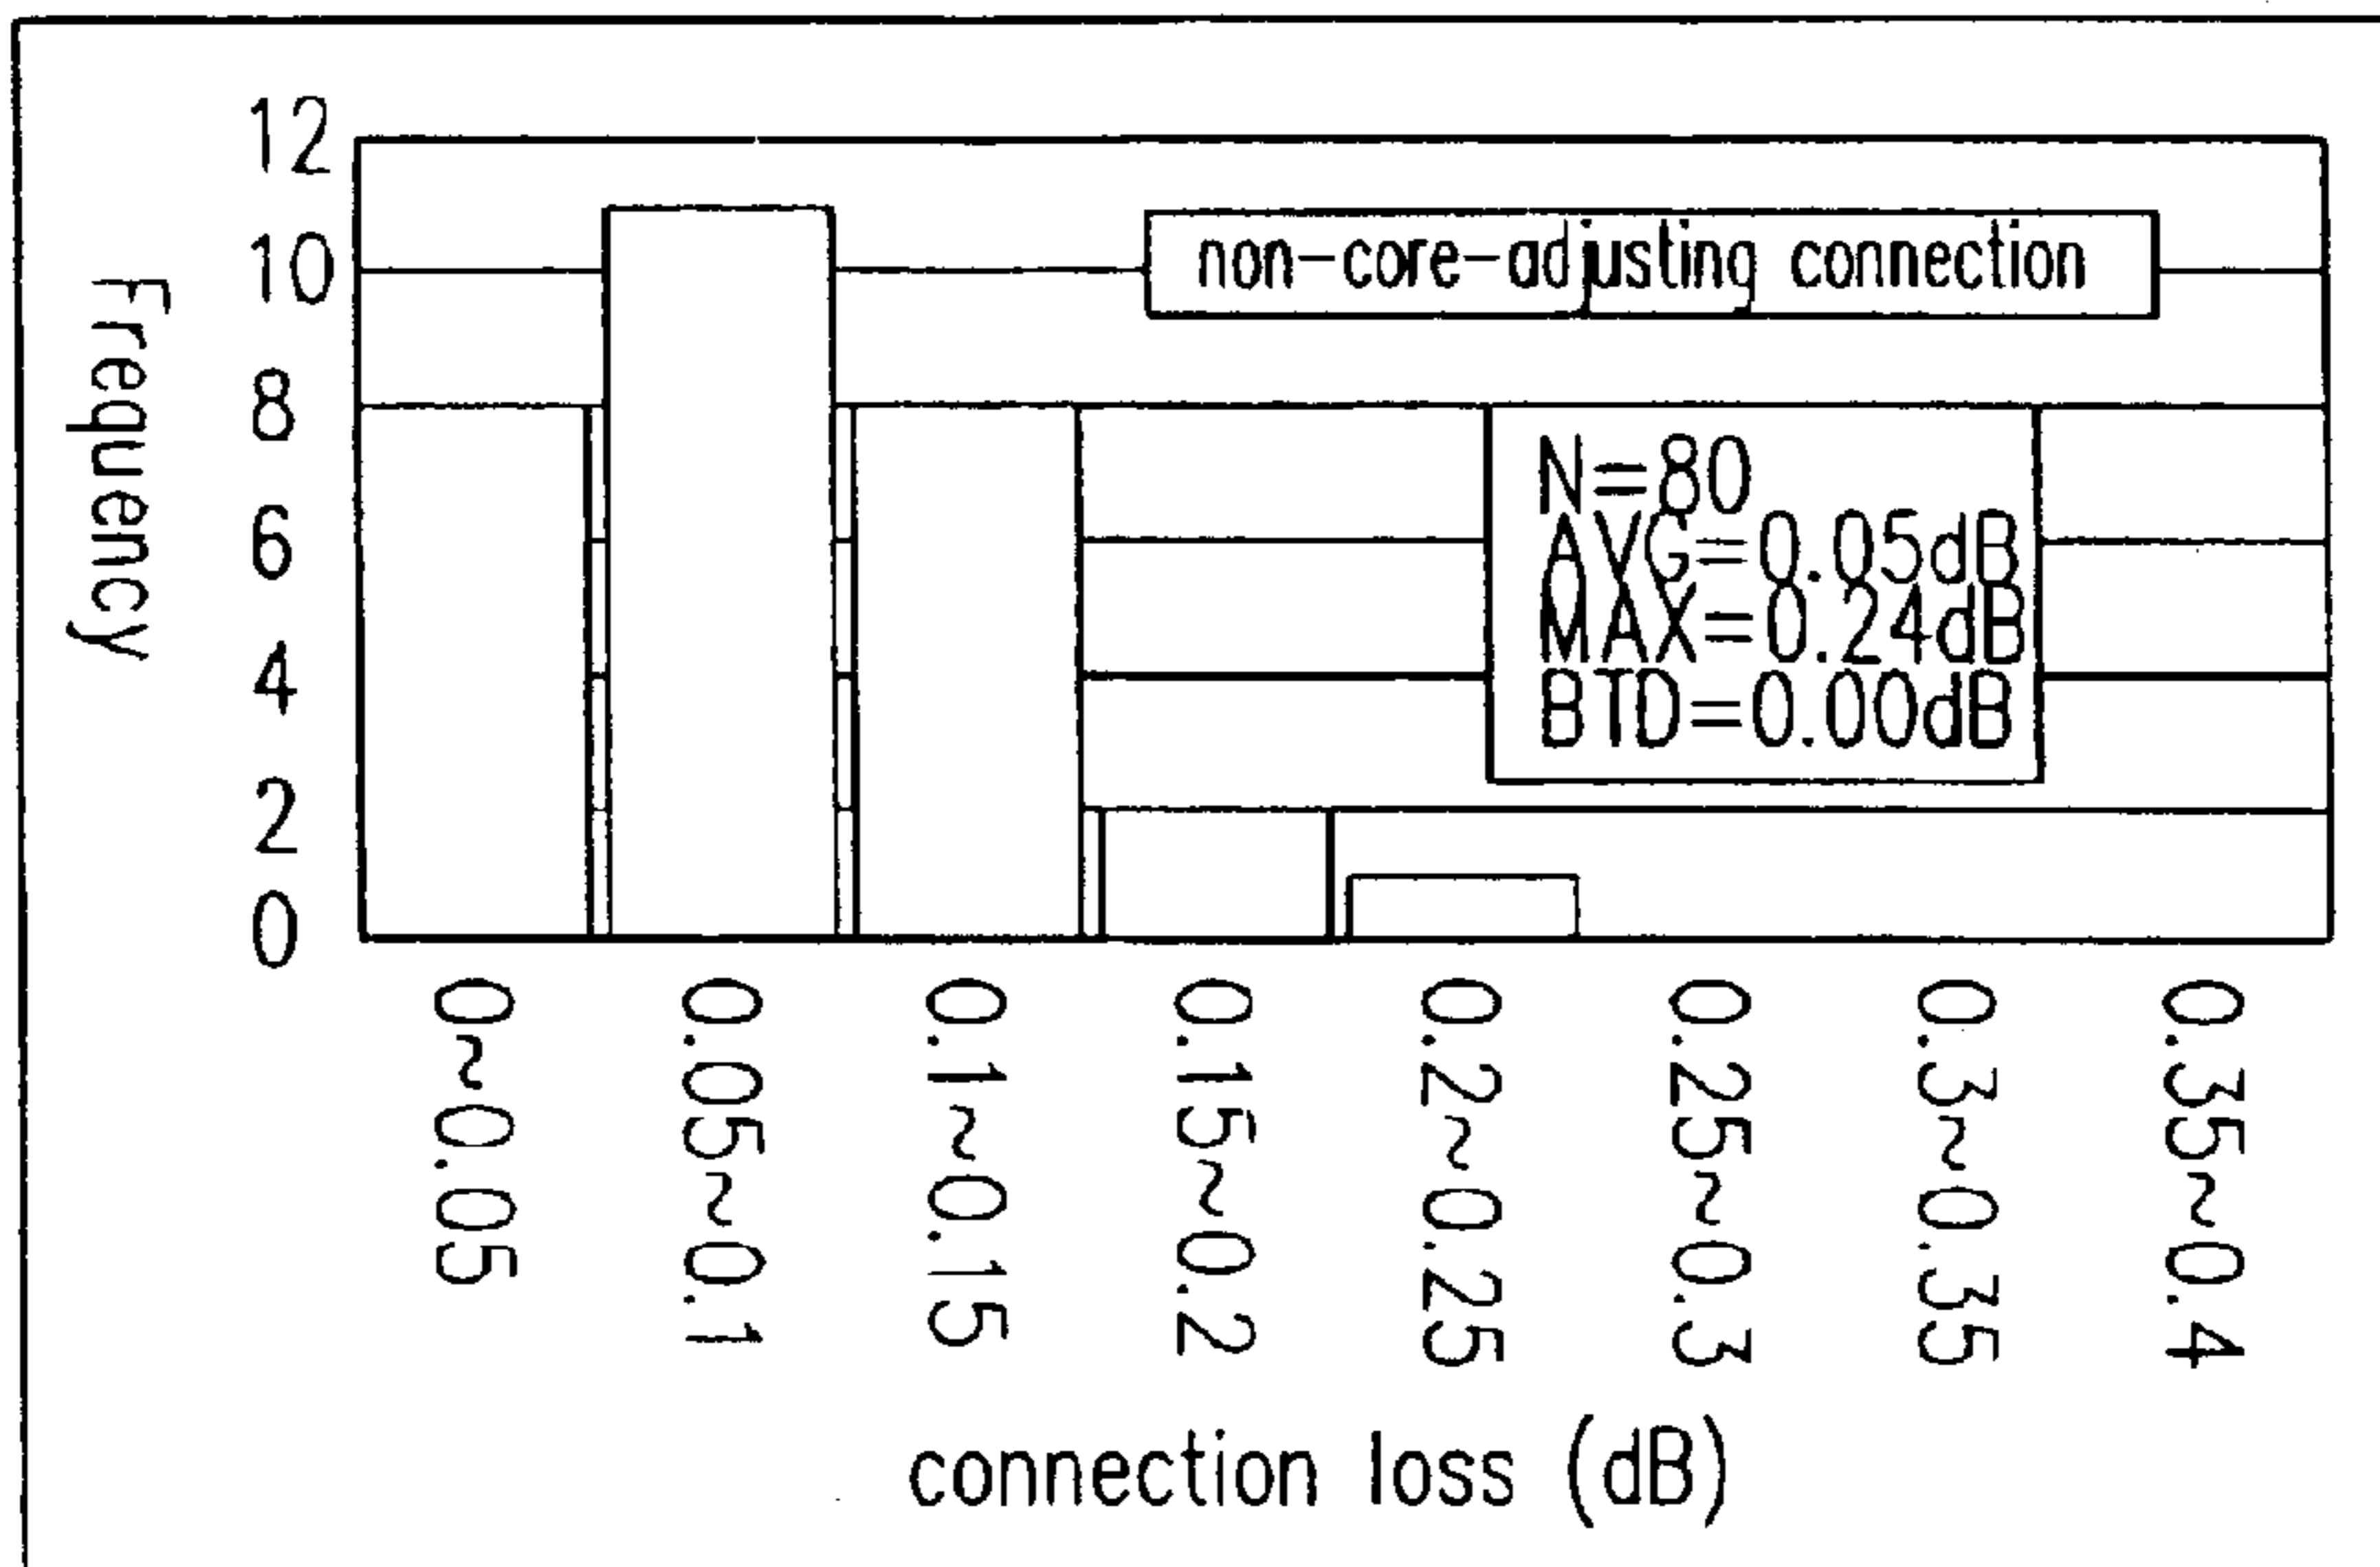 Frequency
12
10
8
6
4
2
0
non-core-adjusting connection
N=80
AVG=0.05dB
MAX=0.24dB
BTD=0.00dB
0~0.05
0.05~0.1
0.1~0.15
0.15~0.2
0.2~0.25
0.25~0.3
0.3~0.35
0.35~0.4
connection loss (dB)